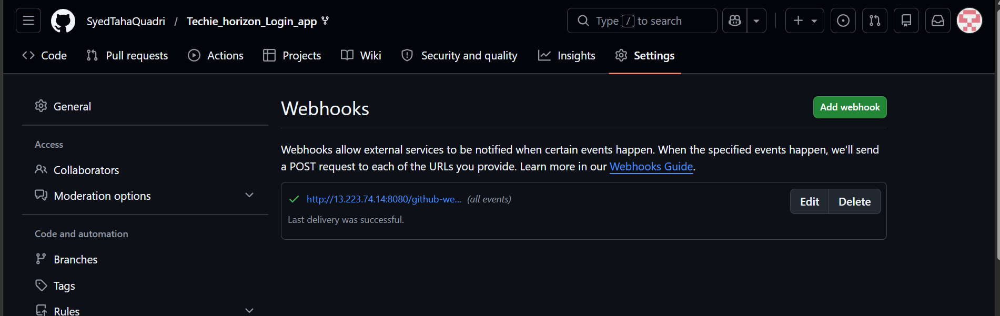 SyedTahaQuadri / Techie_horizon_Login_app
Type / to search
Code Pull requests Actions Projects Wiki Security and quality Insights Settings
General
Access
Collaborators
Moderation options
Code and automation
Branches
Tags
Rules
Webhooks
Add webhook
Webhooks allow external services to be notified when certain events happen. When the specified events happen, we'll send
a POST request to each of the URLs you provide. Learn more in our Webhooks Guide.
http://13.223.74.14:8080/github-we... (all events)
Edit Delete
Last delivery was successful.